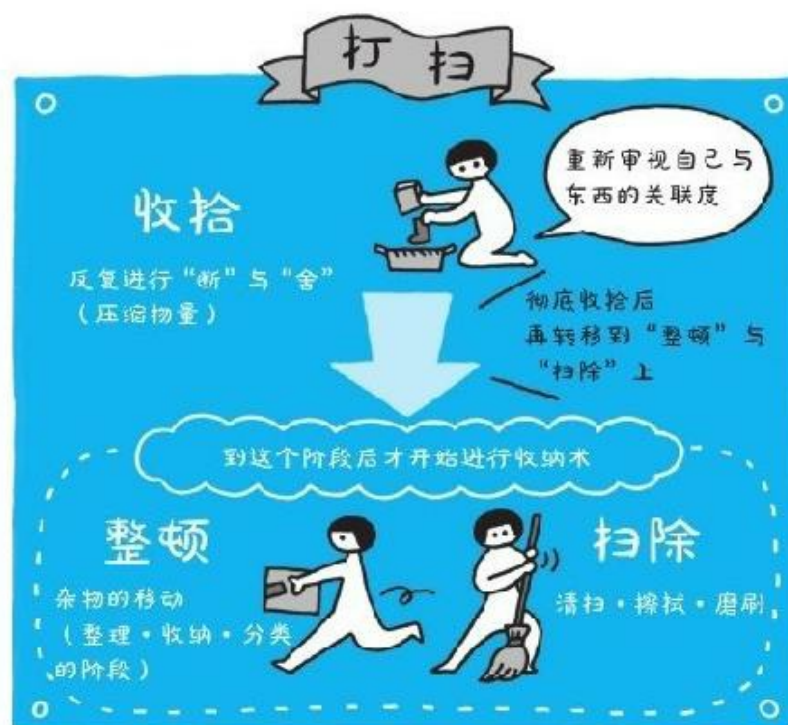 打扫
重新审视自己与
东西的关联度
收拾
反复进行“断”与“舍”
（压缩物量）
彻底收捡后
再转移到“整顿”与
“扫除”上
到这个阶段后才开始进行收纳术
整顿
杂物的移动
（整理·收纳·分类
的阶段）
扫除
清扫·擦拭·磨刷